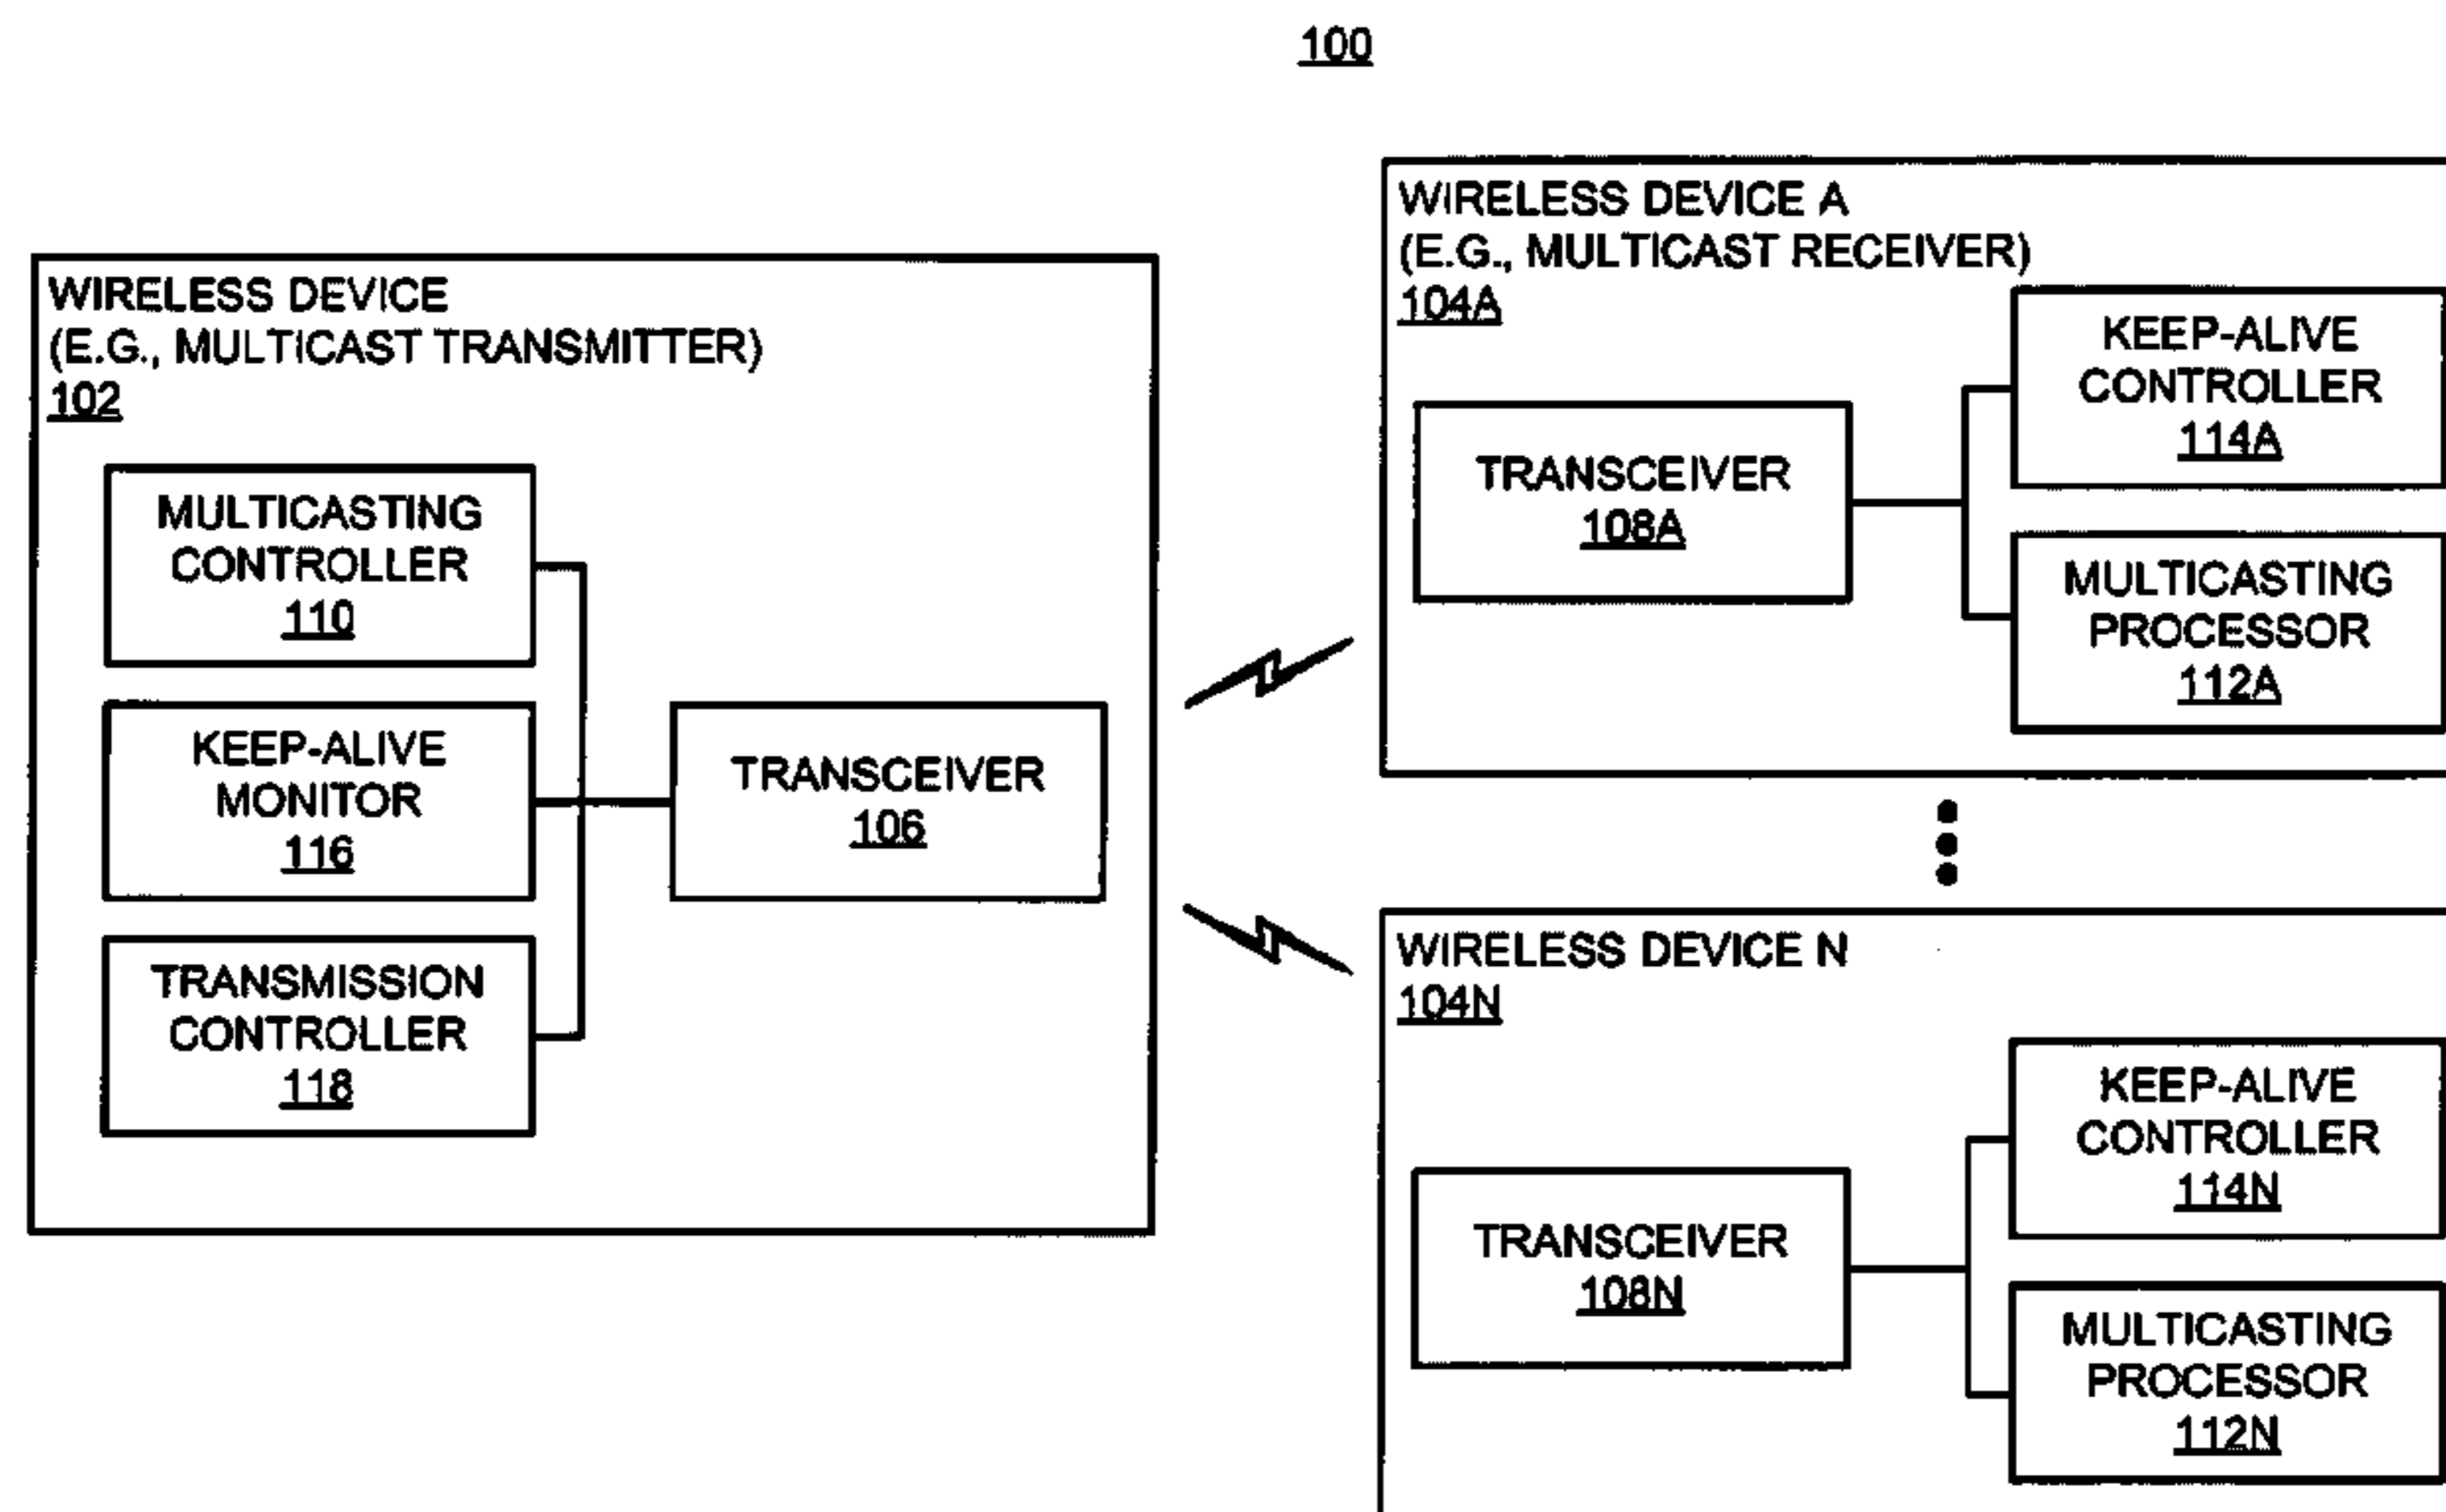 100
WIRELESS DEVICE
(E.G., MULTICAST TRANSMITTER)
102
MULTICASTING
CONTROLLER
110
KEEP-ALIVE
MONITOR
116
TRANSMISSION
CONTROLLER
118
TRANSCEIVER
106
WIRELESS DEVICE A
(E.G., MULTICAST RECEIVER)
104A
TRANSCEIVER
108A
KEEP-ALIVE
CONTROLLER
114A
MULTICASTING
PROCESSOR
112A
WIRELESS DEVICE N
104N
TRANSCEIVER
108N
KEEP-ALIVE
CONTROLLER
114N
MULTICASTING
PROCESSOR
112N